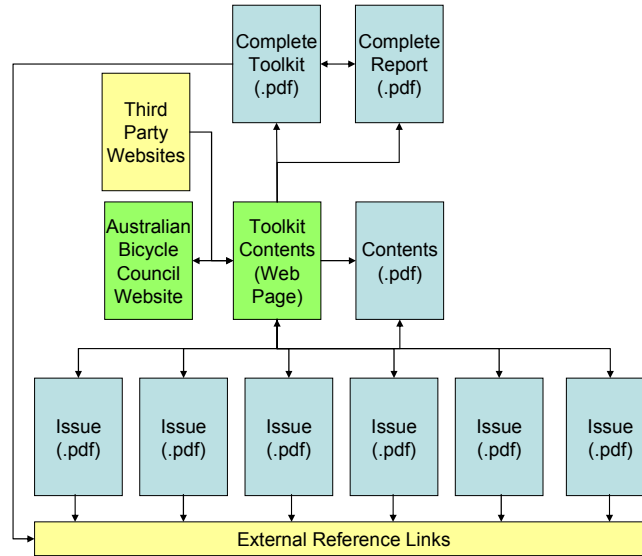 Complete
Toolkit
(.pdf)
Complete
Report
(.pdf)
Third
Party
Websites
Australian
Bicycle
Council
Website
Toolkit
Contents
(Web
Page)
Contents
(.pdf)
Issue
(.pdf)
Issue
(.pdf)
Issue
(.pdf)
Issue
(.pdf)
Issue
(.pdf)
Issue
(.pdf)
External Reference Links